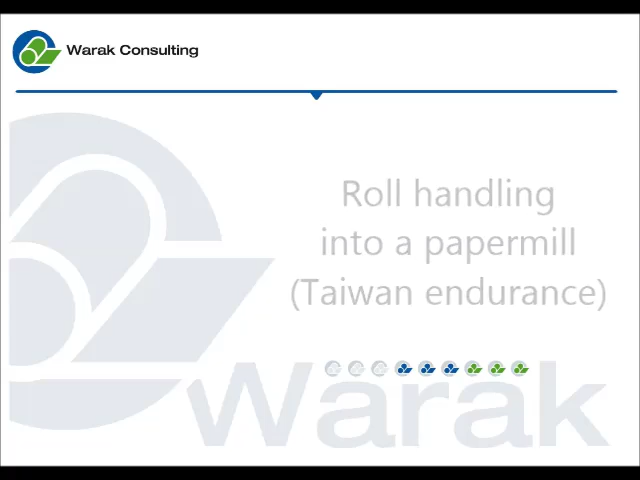 Warak Consulting
Roll handling
into a papermill
(Taiwan endurance)
Warak